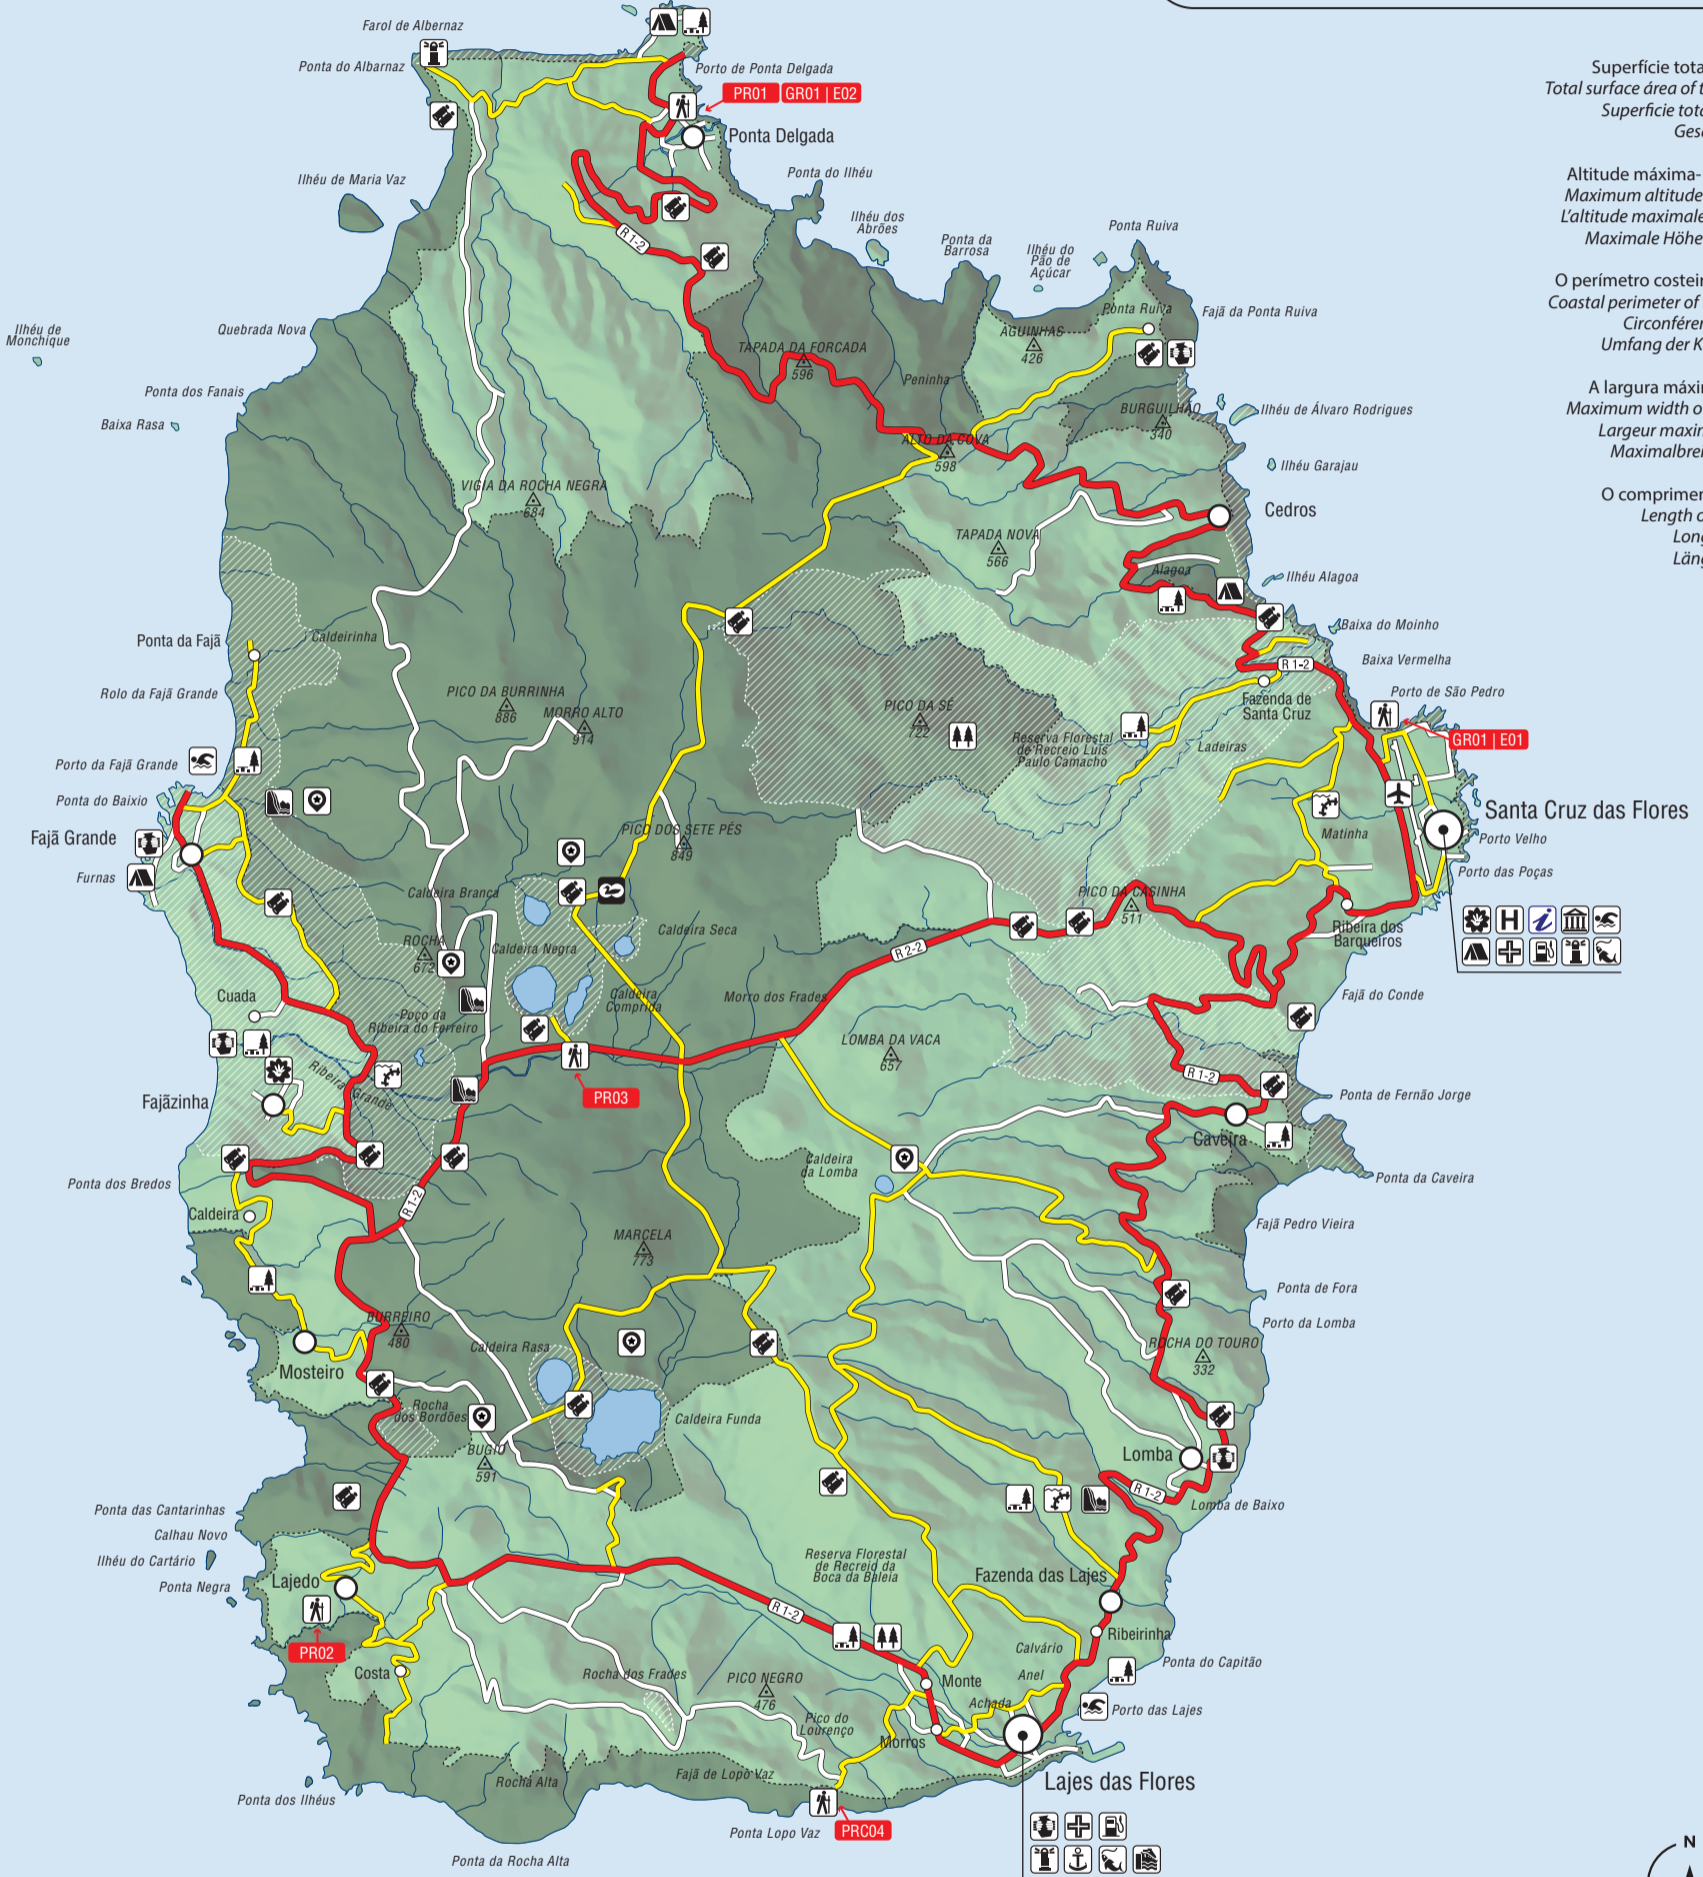 Farol de Albernaz
Ponta do Albarnaz
Porto de Ponta Delgada
PR01
GR01 | E02
Ponta Delgada
Ilhéu de Maria Vaz
Ponta do Ilhéu
Ilhéu dos
Abrões
Ponta da
Barrosa
Ilhéu do
Pão de
Açúcar
Ponta Ruiva
R 1-2
Ilhéu de
Monchique
Quebrada Nova
Ponta Ruiva
Fajã da Ponta Ruiva
ÁGUINHAS
426
TAPADA DA FORCADA
596
Peninha
Ponta dos Fanais
Baixa Rasa
BURGUILHÃO
340
Ilhéu de Álvaro Rodrigues
ALTO DA COVA
598
Ilhéu Garajau
VIGIA DA ROCHA NEGRA
684
Cedros
TAPADA NOVA
566
Alagoa
Ilhéu Alagoa
Ponta da Fajã
Caldeirinha
Baixa do Moinho
Baixa Vermelha
R 1-2
Rolo da Fajã Grande
PICO DA BURRINHA
886
MORRO ALTO
914
PICO DA SÉ
722
Fazenda de
Santa Cruz
Porto de São Pedro
GR01 | E01
Reserva Florestal
de Recreio Luís
Paulo Camacho
Ladeiras
Porto da Fajã Grande
Ponta do Baixio
Fajã Grande
Furnas
PICO DOS SETE PÉS
849
Santa Cruz das Flores
Matinha
Porto Velho
Porto das Poças
Caldeira Branca
PICO DA CASINHA
511
Ribeira dos
Barqueiros
H
i
ROCHA
672
Caldeira Negra
Caldeira Seca
R 2-2
Cuada
Caldeira
Comprida
Morro dos Frades
Fajã do Conde
Poço da
Ribeira do Ferreiro
LOMBA DA VACA
657
Ribeira Grande
PR03
R 1-2
Ponta de Fernão Jorge
Fajãzinha
Caveira
Caldeira
da Lomba
Ponta da Caveira
Ponta dos Bredos
R 1-2
Caldeira
Fajã Pedro Vieira
MARCELA
773
Ponta de Fora
Porto da Lomba
BURREIRO
480
Caldeira Rasa
ROCHA DO TOURO
332
Mosteiro
Rocha
dos Bordões
Caldeira Funda
BUGIO
591
Lomba
R 1-2
Lomba de Baixo
Ponta das Cantarinhas
Calhau Novo
Ilhéu do Cartário
Ponta Negra
Lajedo
PR02
Costa
Reserva Florestal
de Recreio da
Boca da Baleia
Fazenda das Lajes
R 1-2
Ribeirinha
Calvário
Ponta do Capitão
Anel
Rocha dos Frades
PICO NEGRO
476
Monte
Achada
Porto das Lajes
Pico do
Lourenço
Morros
Fajã de Lopo Vaz
Lajes das Flores
Rocha Alta
Ponta dos Ilhéus
Ponta Lopo Vaz
PRC04
Ponta da Rocha Alta
Superfície tota
Total surface área of t
Superficie tota
Gesa
Altitude máxima-
Maximum altitude
L'altitude maximale
Maximale Höhe
O perímetro costeir
Coastal perimeter of
Circonféren
Umfang der K
A largura máxi
Maximum width o
Largeur maxi
Maximalbrei
O comprimen
Length o
Long
Läng
N